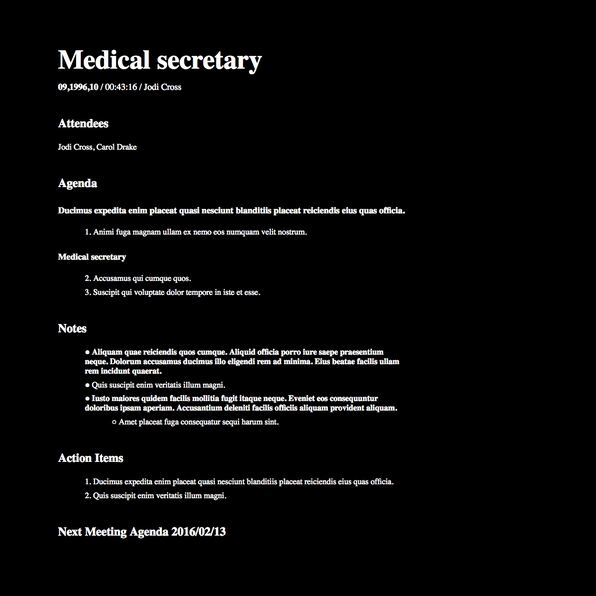 Medical secretary
09,1996,10 / 00:43:16 / Jodi Cross
Attendees
Jodi Cross, Carol Drake
Agenda
Ducimus expedita enim placeat quasi nesciunt blanditiis placeat reiciendis eius quas officia.
1. Animi fuga magnam ullam ex nemo eos numquam velit nostrum.
Medical secretary
2. Accusamus qui cumque quos.
3. Suscipit qui voluptate dolor tempore in iste et esse.
Notes
● Aliquam quae reiciendis quos cumque. Aliquid officia porro iure saepe praesentium
neque. Dolorum accusamus ducimus illo eligendi rem ad minima. Eius beatae facilis ullam
rem incidunt quaerat.
● Quis suscipit enim veritatis illum magni.
● Iusto maiores quidem facilis mollitia fugit itaque neque. Eveniet eos consequuntur
doloribus ipsam aperiam. Accusantium deleniti facilis officiis aliquam provident aliquam.
○ Amet placeat fuga consequatur sequi harum sint.
Action Items
1. Ducimus expedita enim placeat quasi nesciunt blanditiis placeat reiciendis eius quas officia.
2. Quis suscipit enim veritatis illum magni.
Next Meeting Agenda 2016/02/13